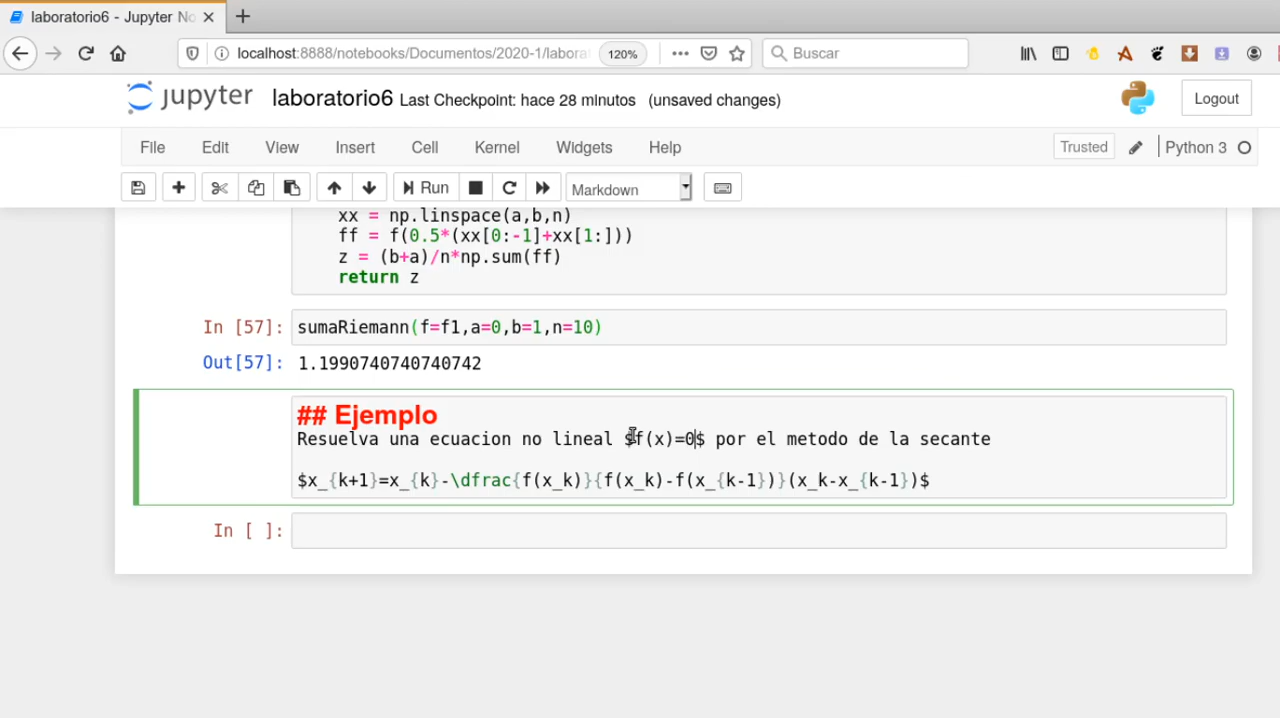 laboratorio6 - Jupyter No
localhost:8888/notebooks/Documentos/2020-1/labora
120%
Buscar
jupyter
laboratorio6 Last Checkpoint: hace 28 minutos (unsaved changes)
Logout
File Edit View Insert Cell Kernel Widgets Help
Trusted
Python 3
Run
Markdown
xx = np.linspace(a,b,n)
ff = f(0.5*(xx[0:-1]+xx[1:]))
z = (b+a)/n*np.sum(ff)
return z
In [57]: sumaRiemann(f=f1,a=0,b=1,n=10)
Out[57]: 1.1990740740740742
## Ejemplo
Resuelva una ecuacion no lineal $f(x)=0$ por el metodo de la secante
$x_{k+1}=x_{k}-\dfrac{f(x_k)}{f(x_k)-f(x_{k-1})}(x_k-x_{k-1})$
In [ ]: